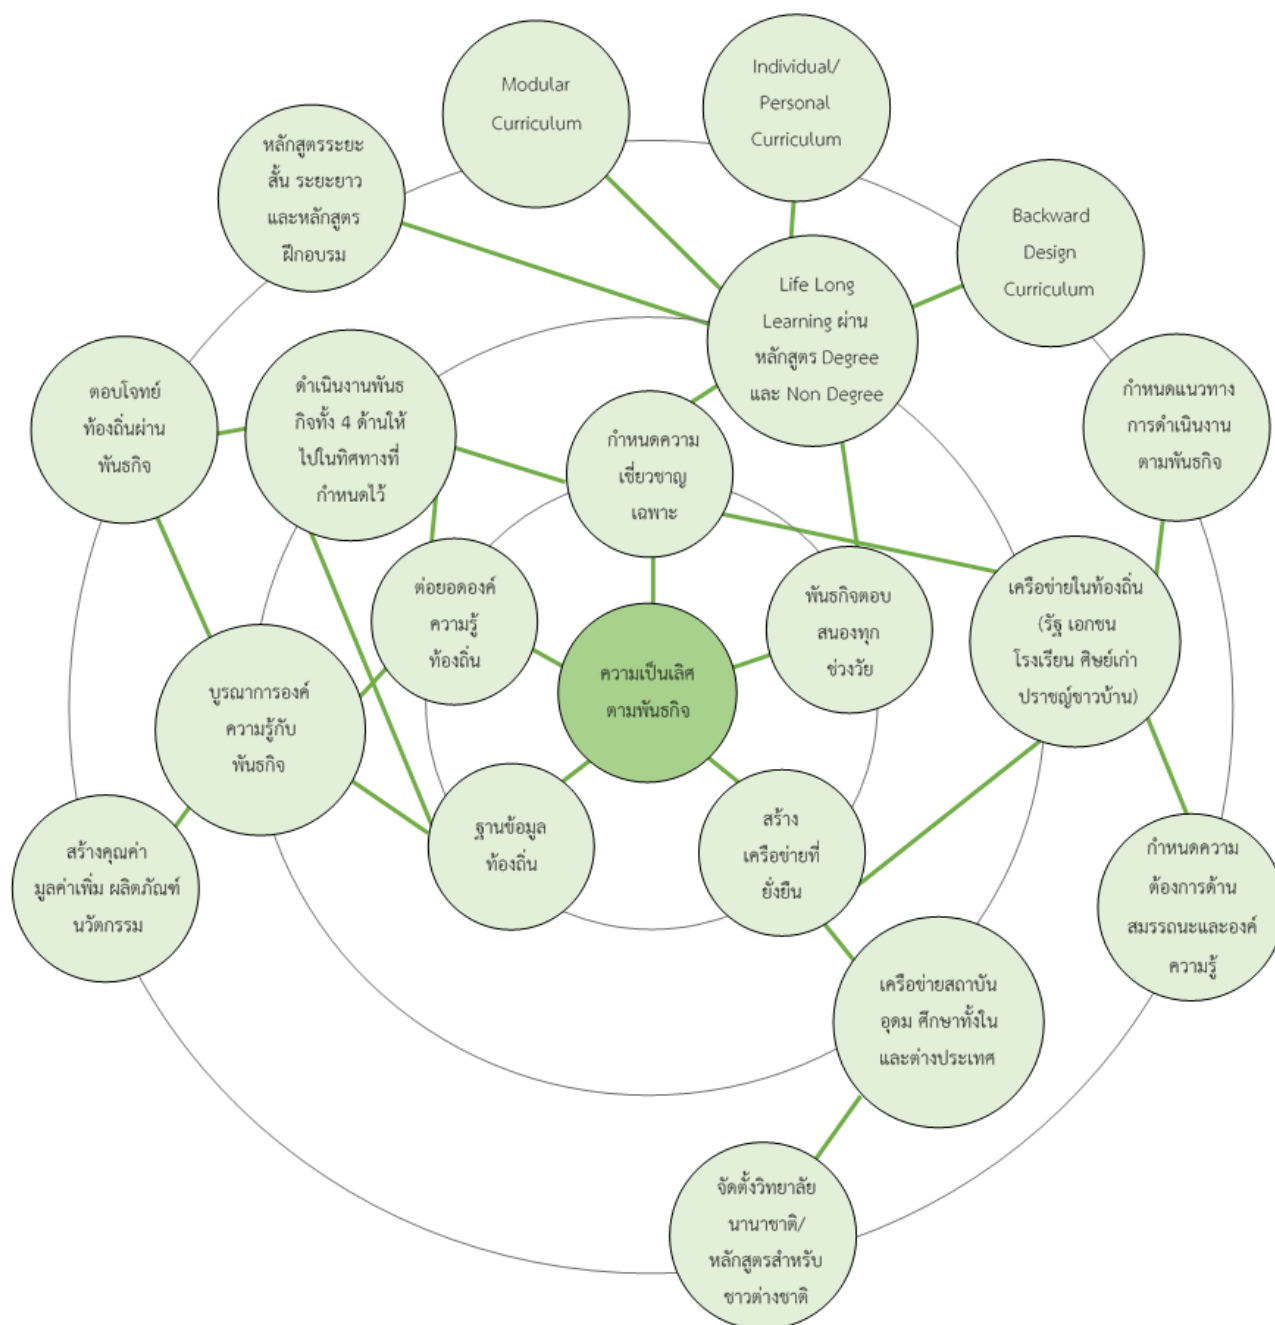 Modular
Curriculum
Individual/
Personal
Curriculum
หลักสูตรระยะ
สั้น ระยะยาว
และหลักสูตร
ฝึกอบรม
Backward
Design
Curriculum
Life Long
Learning ผ่าน
หลักสูตร Degree
และ Non Degree
ตอบโจทย์
ท้องถิ่นผ่าน
พันธกิจ
ดำเนินงานพันธ
กิจทั้ง 4 ด้านให้
ไปในทิศทางที่
กำหนดไว้
กำหนดความ
เชี่ยวชาญ
เฉพาะ
กำหนดแนวทาง
การดำเนินงาน
ตามพันธกิจ
ต่อยอดองค์
ความรู้
ท้องถิ่น
พันธกิจตอบ
สนองทุก
ช่วงวัย
เครือข่ายในท้องถิ่น
(รัฐ เอกชน
โรงเรียน ศิษย์เก่า
ปราชญ์ชาวบ้าน)
ความเป็นเลิศ
ตามพันธกิจ
บูรณาการองค์
ความรู้กับ
พันธกิจ
ฐานข้อมูล
ท้องถิ่น
สร้าง
เครือข่ายที่
ยั่งยืน
สร้างคุณค่า
มูลค่าเพิ่ม ผลิตภัณฑ์
นวัตกรรม
กำหนดความ
ต้องการด้าน
สมรรถนะและองค์
ความรู้
เครือข่ายสถาบัน
อุดม ศึกษาทั้งใน
และต่างประเทศ
จัดตั้งวิทยาลัย
นานาชาติ/
หลักสูตรสำหรับ
ชาวต่างชาติ